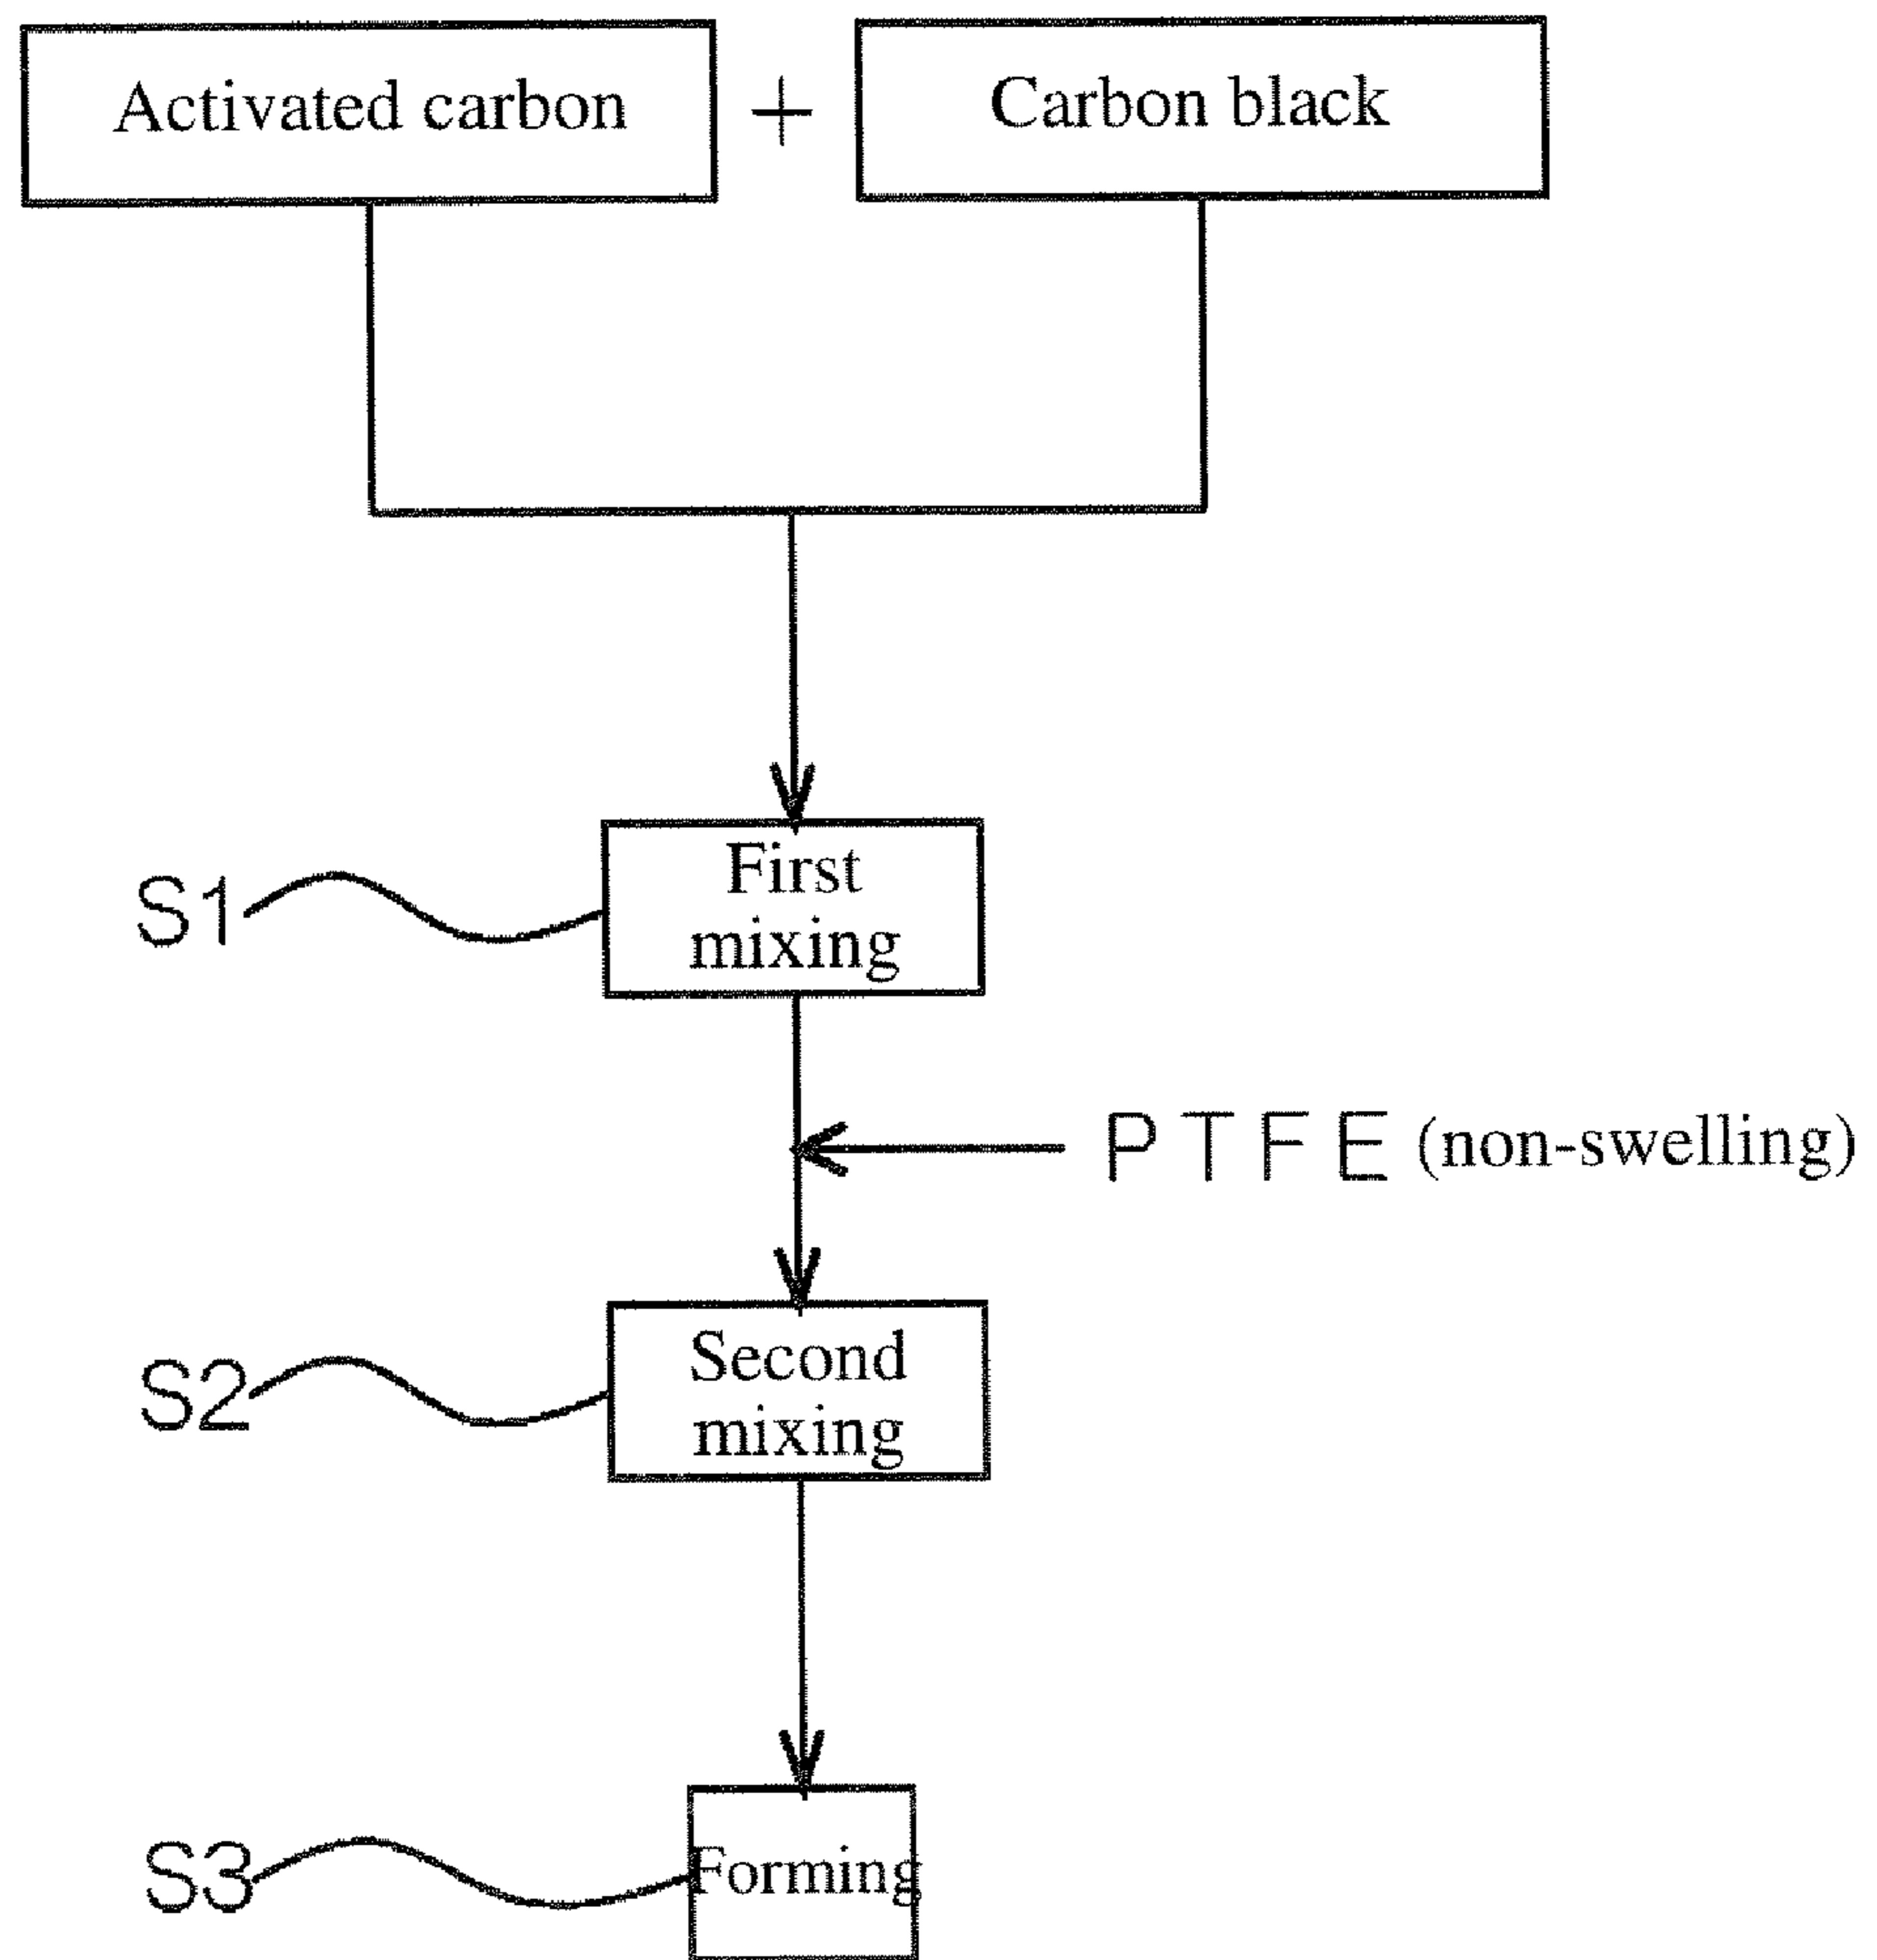 Activated carbon + Carbon black
S1
First
mixing
PTFE (non-swelling)
S2
Second
mixing
S3
Forming